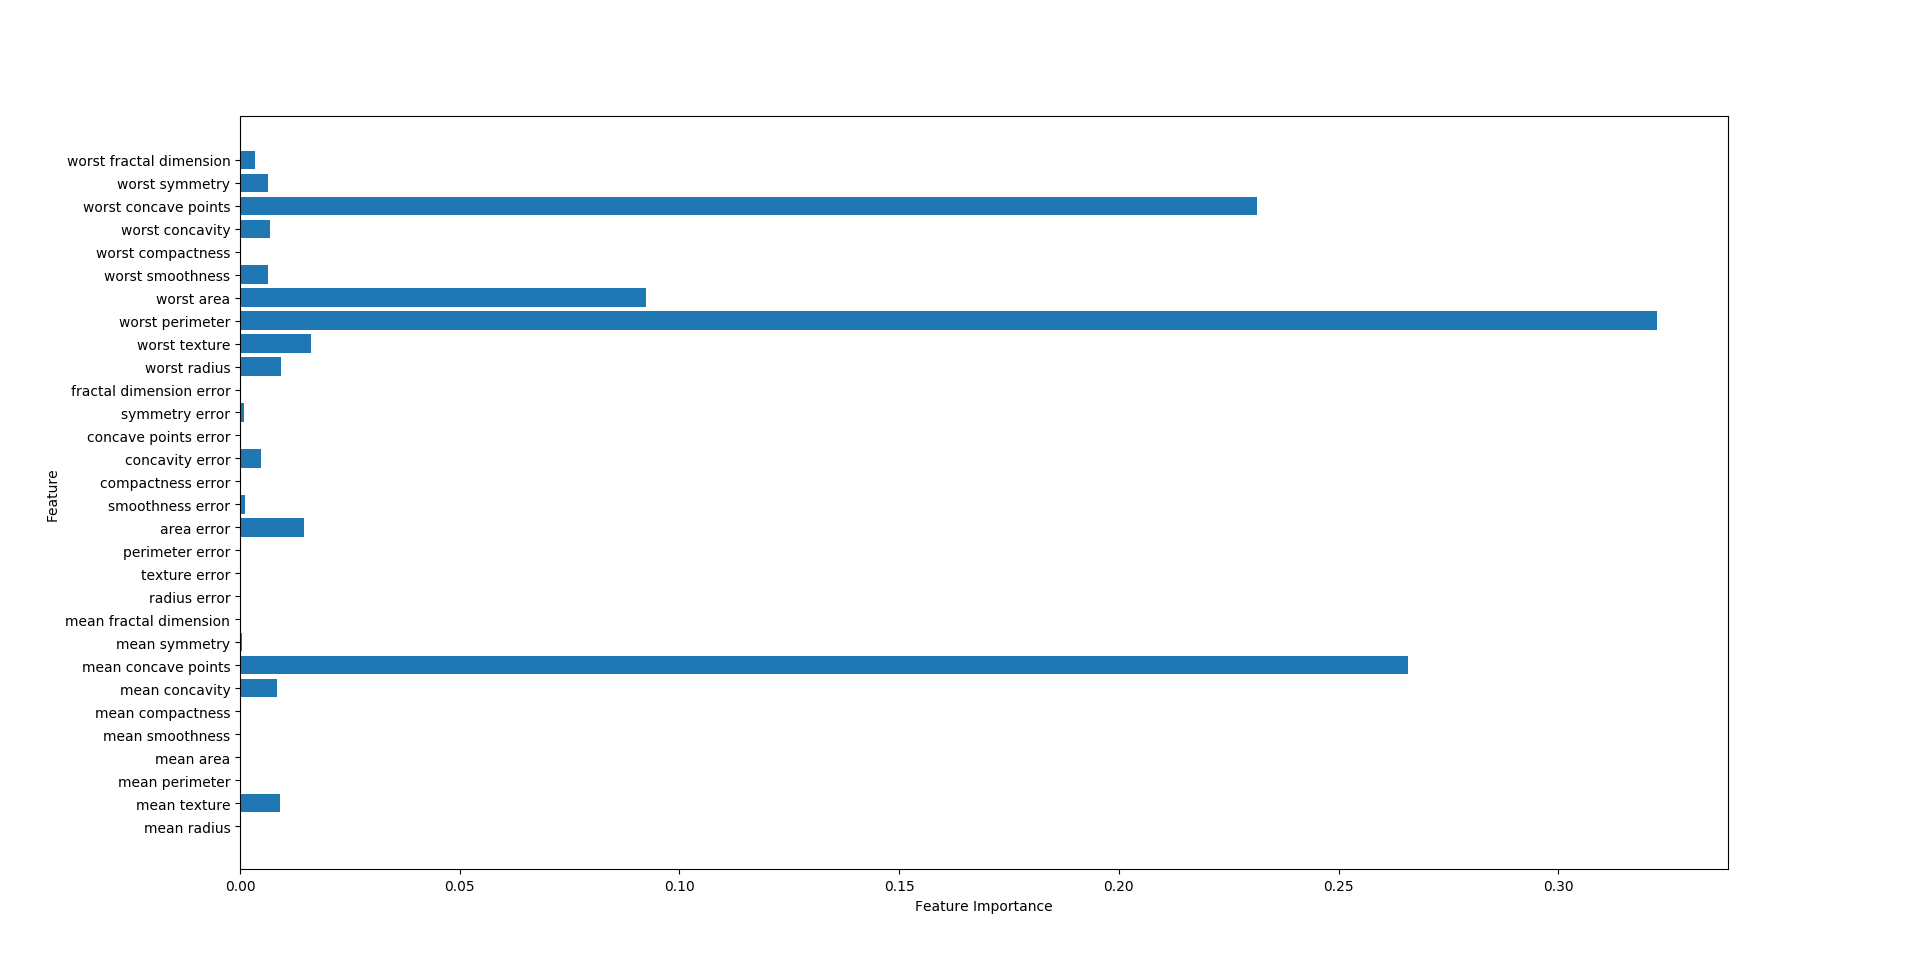 worst fractal dimension
worst symmetry
worst concave points
worst concavity
worst compactness
worst smoothness
worst area
worst perimeter
worst texture
worst radius
fractal dimension error
symmetry error
concave points error
concavity error
compactness error
smoothness error
area error
perimeter error
texture error
radius error
mean fractal dimension
mean symmetry
mean concave points
mean concavity
mean compactness
mean smoothness
mean area
mean perimeter
mean texture
mean radius
Feature
0.00 0.05 0.10 0.15 0.20 0.25 0.30
Feature Importance